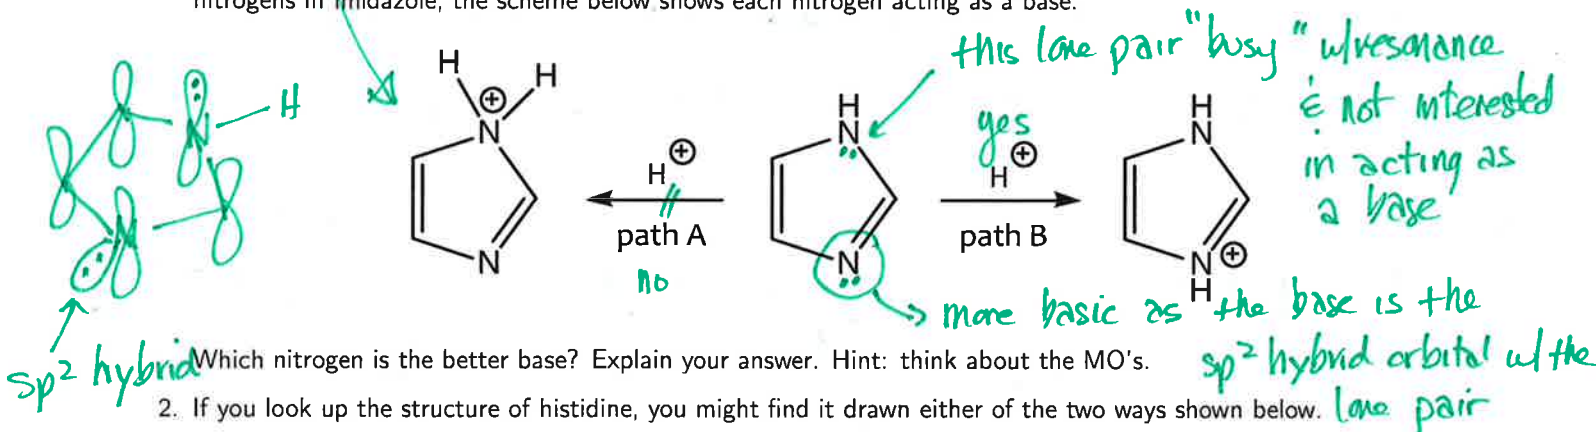 nitrogens in imidazole, the scheme below shows each nitrogen acting as a base.
this lone pair "busy" w/resonance
& not interested
in acting as
a base
H
H H
⊕
N
N
H ⊕
path A
no
H
N
N
yes
H ⊕
path B
H
N
N ⊕
H
more basic as the base is the
sp² hybrid orbital w/ the
lone pair
sp² hybrid
Which nitrogen is the better base? Explain your answer. Hint: think about the MO's.
2. If you look up the structure of histidine, you might find it drawn either of the two ways shown below.